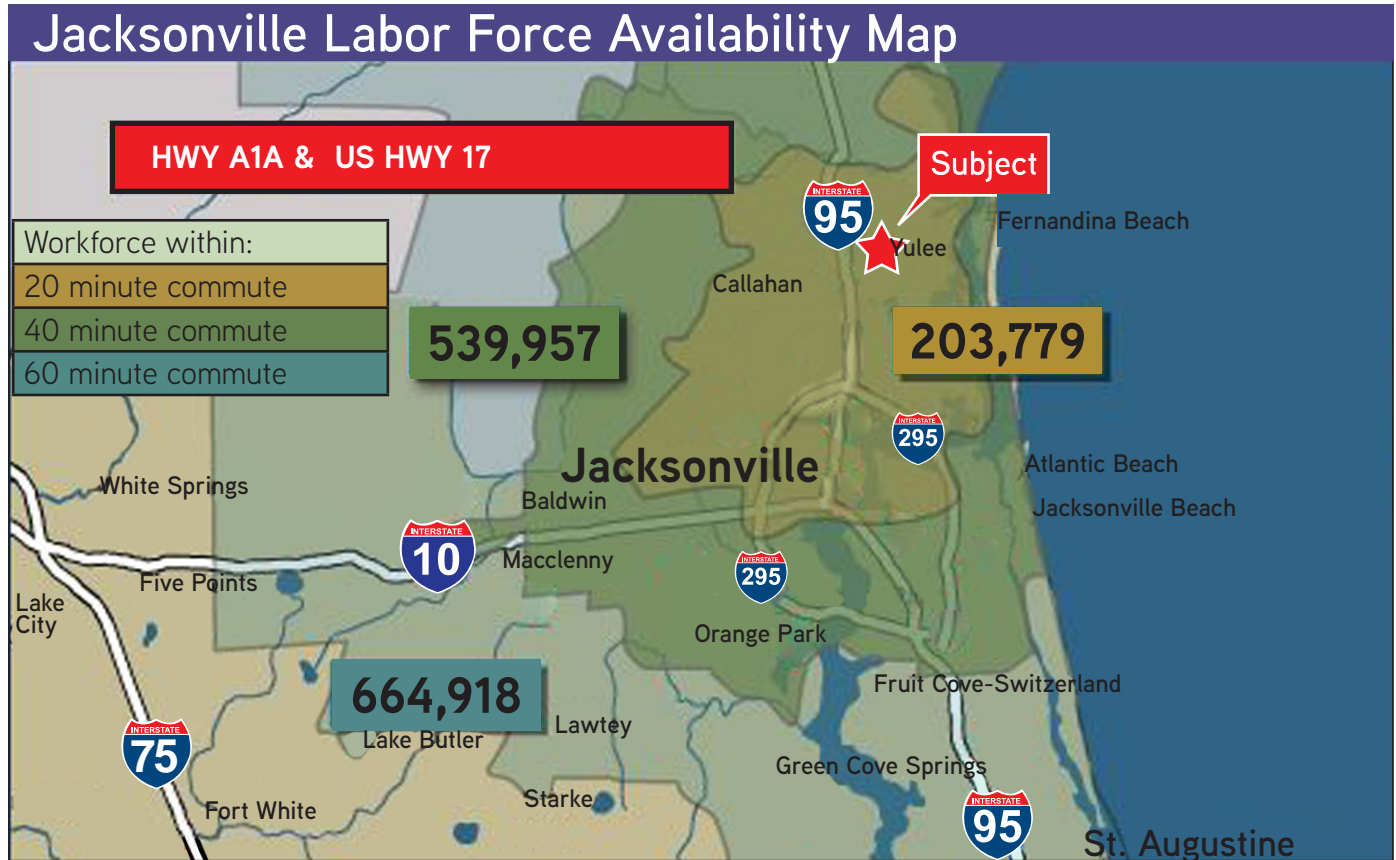 Jacksonville Labor Force Availability Map
HWY A1A & US HWY 17
Subject
INTERSTATE
95
Fernandina Beach
Yulee
Workforce within:
20 minute commute
40 minute commute
60 minute commute
Callahan
539,957
203,779
INTERSTATE
295
Jacksonville
Atlantic Beach
White Springs
Baldwin
Jacksonville Beach
INTERSTATE
10
Macclenny
INTERSTATE
295
Five Points
Lake
City
Orange Park
Fruit Cove-Switzerland
664,918
Lawtey
Lake Butler
INTERSTATE
75
Green Cove Springs
Starke
Fort White
INTERSTATE
95
St. Augustine